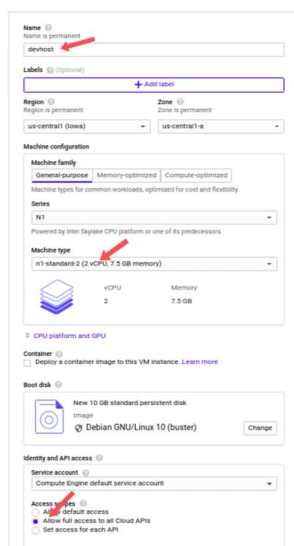 Name
Name is permanent
devhost
Labels (Optional)
+ Add label
Region Zone
Region is permanent Zone is permanent
us-central1 (Iowa) us-central1-a
Machine configuration
Machine family
General-purpose Memory-optimized Compute-optimized
Machine types for common workloads, optimized for cost and flexibility
Series
N1
Powered by Intel Skylake CPU platform or one of its predecessors
Machine type
n1-standard-2 (2 vCPU, 7.5 GB memory)
vCPU Memory
2 7.5 GB
CPU platform and GPU
Container
Deploy a container image to this VM instance. Learn more
Boot disk
New 10 GB standard persistent disk
Image
Debian GNU/Linux 10 (buster) Change
Identity and API access
Service account
Compute Engine default service account
Access scopes
Allow default access
Allow full access to all Cloud APIs
Set access for each API